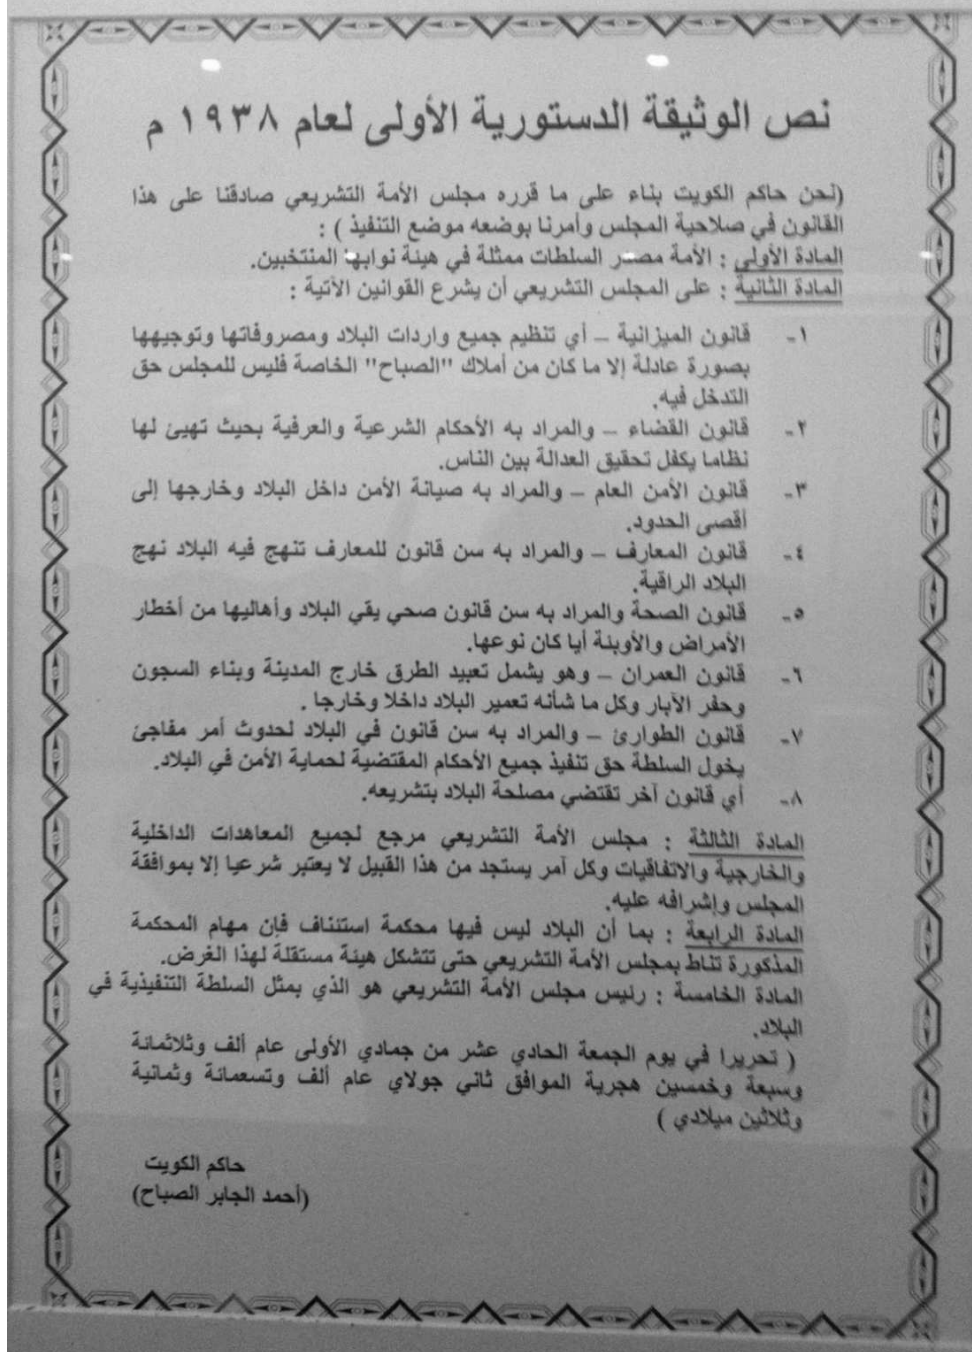 نص الوثيقة الدستورية الأولى لعام ١٩٣٨ م
(نحن حاكم الكويت بناء على ما قرره مجلس الأمة التشريعي صادقنا على هذا
القانون في صلاحية المجلس وأمرنا بوضعه موضع التنفيذ ) :
المادة الأولى : الأمة مصدر السلطات ممثلة في هيئة نوابها المنتخبين.
المادة الثانية : على المجلس التشريعي أن يشرع القوانين الآتية :
١- قانون الميزانية – أي تنظيم جميع واردات البلاد ومصروفاتها وتوجيهها
بصورة عادلة إلا ما كان من أملاك "الصباح" الخاصة فليس للمجلس حق
التدخل فيه.
٢- قانون القضاء – والمراد به الأحكام الشرعية والعرفية بحيث تهيئ لها
نظاما يكفل تحقيق العدالة بين الناس.
٣- قانون الأمن العام – والمراد به صيانة الأمن داخل البلاد وخارجها إلى
أقصى الحدود.
٤- قانون المعارف – والمراد به سن قانون للمعارف تنهج فيه البلاد نهج
البلاد الراقية.
٥- قانون الصحة والمراد به سن قانون صحي يقي البلاد وأهاليها من أخطار
الأمراض والأوبئة أيا كان نوعها.
٦- قانون العمران – وهو يشمل تعبيد الطرق خارج المدينة وبناء السجون
وحفر الآبار وكل ما شأنه تعمير البلاد داخلا وخارجا .
٧- قانون الطوارئ – والمراد به سن قانون في البلاد لحدوث أمر مفاجئ
يخول السلطة حق تنفيذ جميع الأحكام المقتضية لحماية الأمن في البلاد.
٨- أي قانون آخر تقتضي مصلحة البلاد بتشريعه.
المادة الثالثة : مجلس الأمة التشريعي مرجع لجميع المعاهدات الداخلية
والخارجية والاتفاقيات وكل آمر يستجد من هذا القبيل لا يعتبر شرعيا إلا بموافقة
المجلس وإشرافه عليه.
المادة الرابعة : بما أن البلاد ليس فيها محكمة استئناف فإن مهام المحكمة
المذكورة تناط بمجلس الأمة التشريعي حتى تتشكل هيئة مستقلة لهذا الغرض.
المادة الخامسة : رئيس مجلس الأمة التشريعي هو الذي يمثل السلطة التنفيذية في
البلاد.
( تحريرا في يوم الجمعة الحادي عشر من جمادي الأولى عام ألف وثلاثمائة
وسبعة وخمسين هجرية الموافق ثاني جولاي عام ألف وتسعمائة وثمانية
وثلاثين ميلادي )
حاكم الكويت
(أحمد الجابر الصباح)